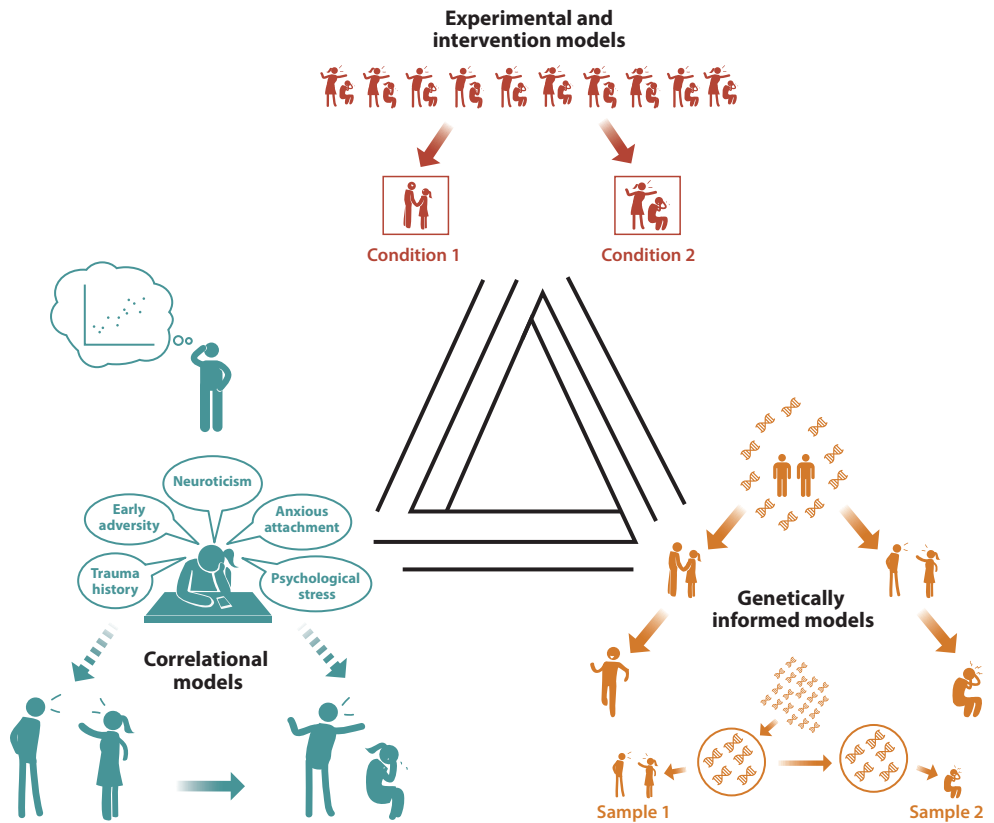 Experimental and
intervention models
Condition 1
Condition 2
Neuroticism
Early
adversity
Anxious
attachment
Trauma
history
Psychological
stress
Correlational
models
Genetically
informed models
Sample 1
Sample 2